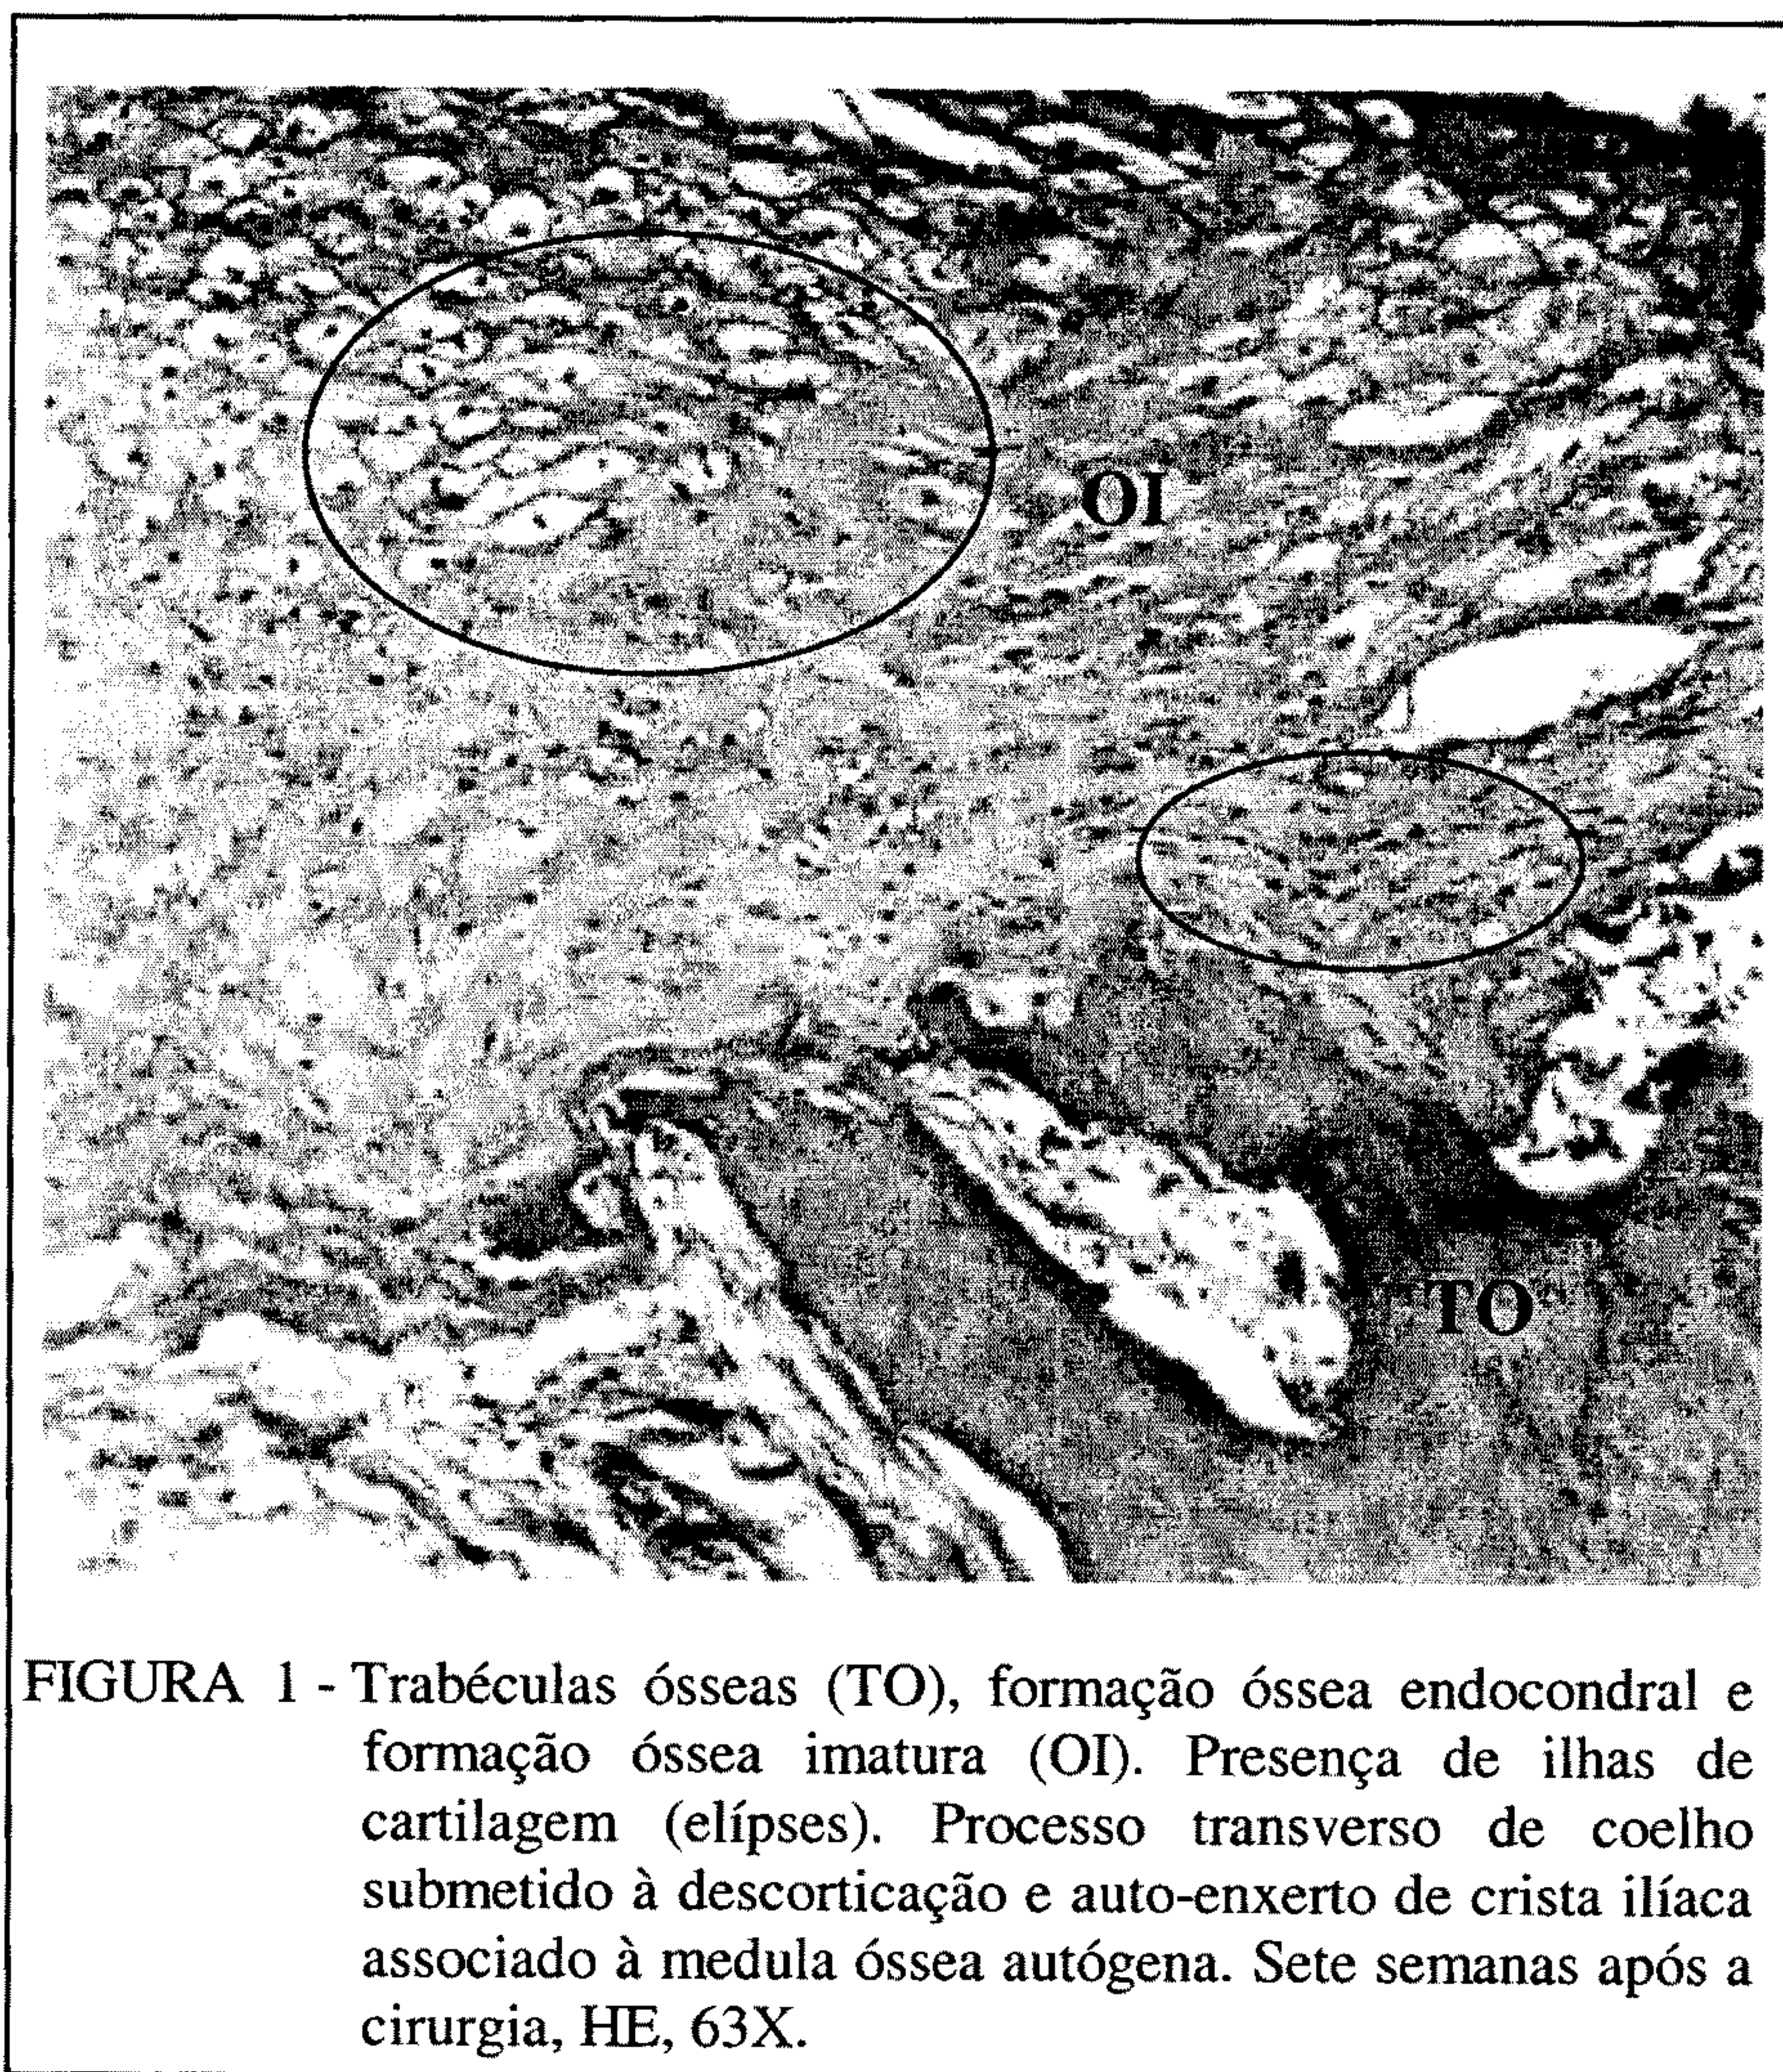 OI
TO
FIGURA 1 - Trabéculas ósseas (TO), formação óssea endocondral e
formação óssea imatura (OI). Presença de ilhas de
cartilagem (elípses). Processo transverso de coelho
submetido à descorticação e auto-enxerto de crista ilíaca
associado à medula óssea autógena. Sete semanas após a
cirurgia, HE, 63X.